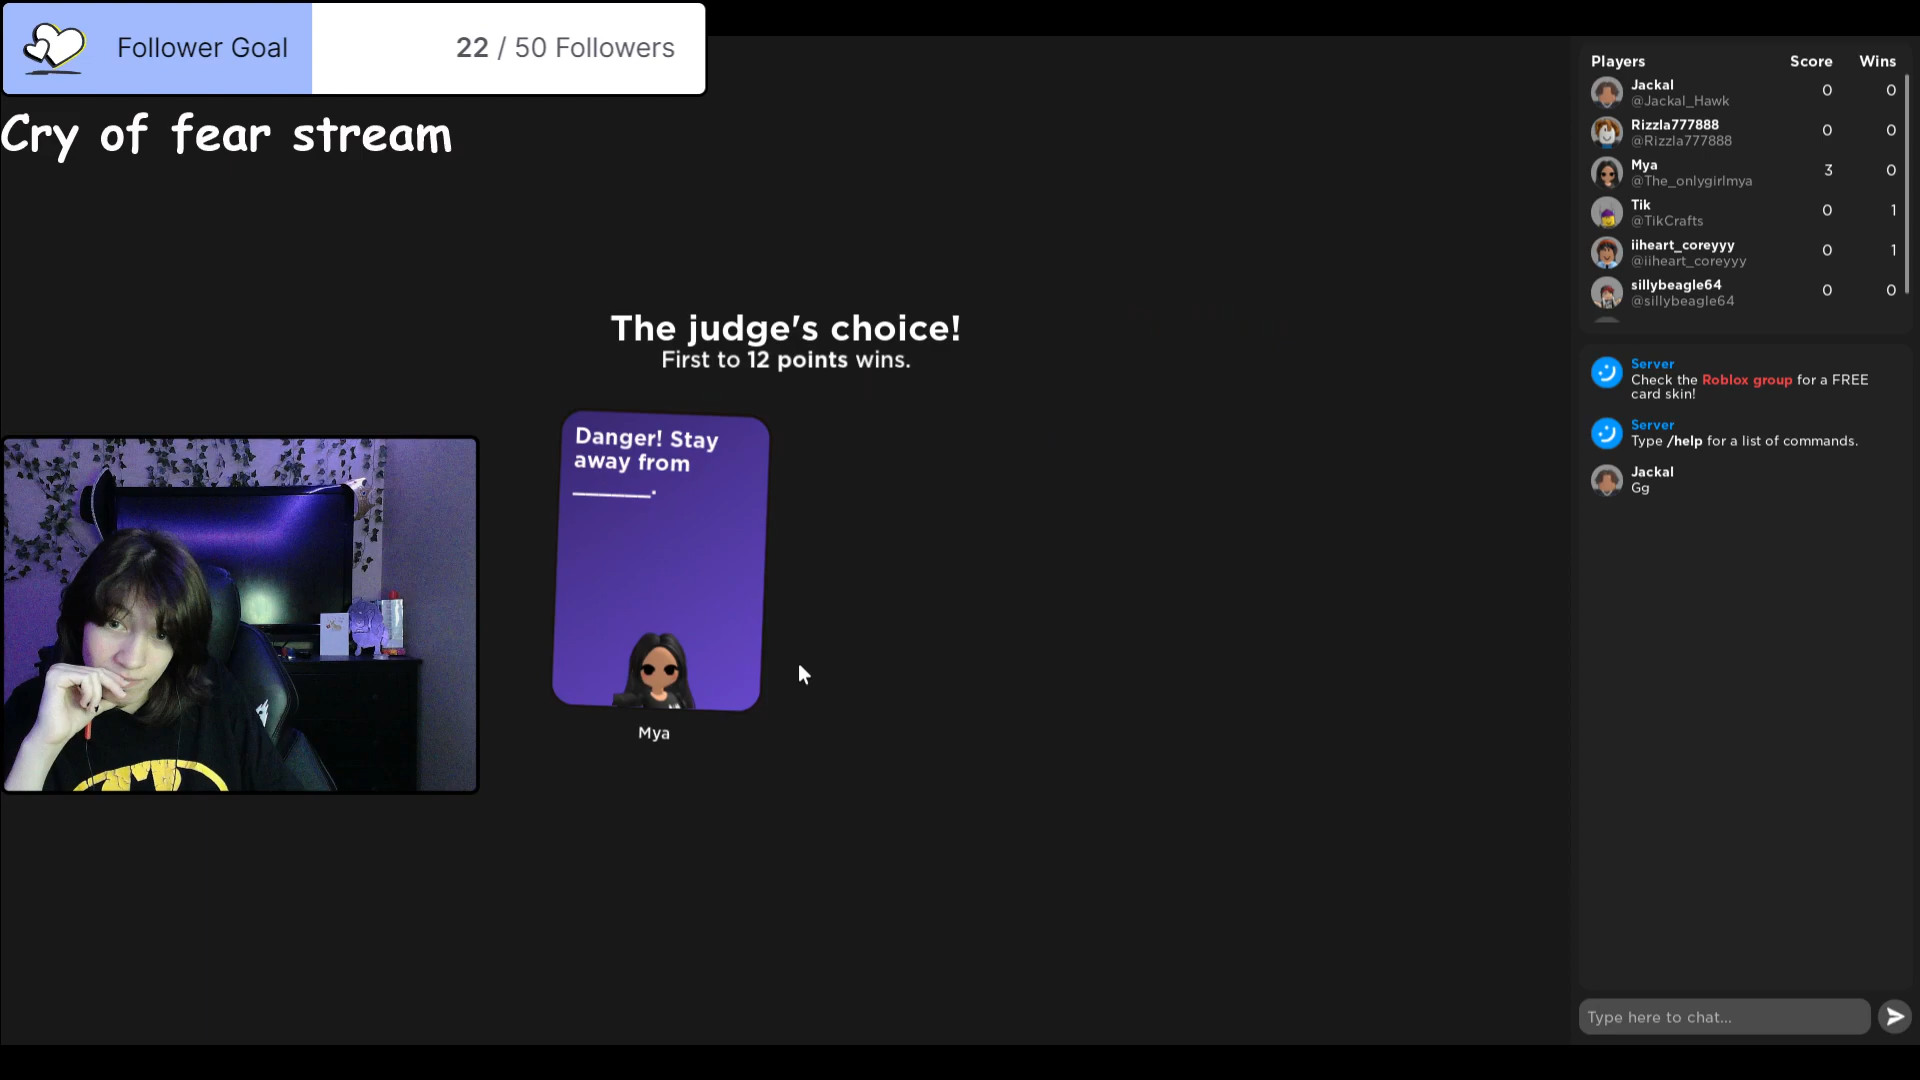 Follower Goal
22 / 50 Followers
Cry of fear stream
The judge's choice!
First to 12 points wins.
Danger! Stay
away from
______.
Mya
Players Score Wins
Jackal
@Jackal_Hawk 0 0
Rizzla777888
@Rizzla777888 0 0
Mya
@The_onlygirlmya 3 0
Tik
@TikCrafts 0 1
iiheart_coreyyy
@iiheart_coreyyy 0 1
sillybeagle64
@sillybeagle64 0 0
Server
Check the Roblox group for a FREE
card skin!
Server
Type /help for a list of commands.
Jackal
Gg
Type here to chat...